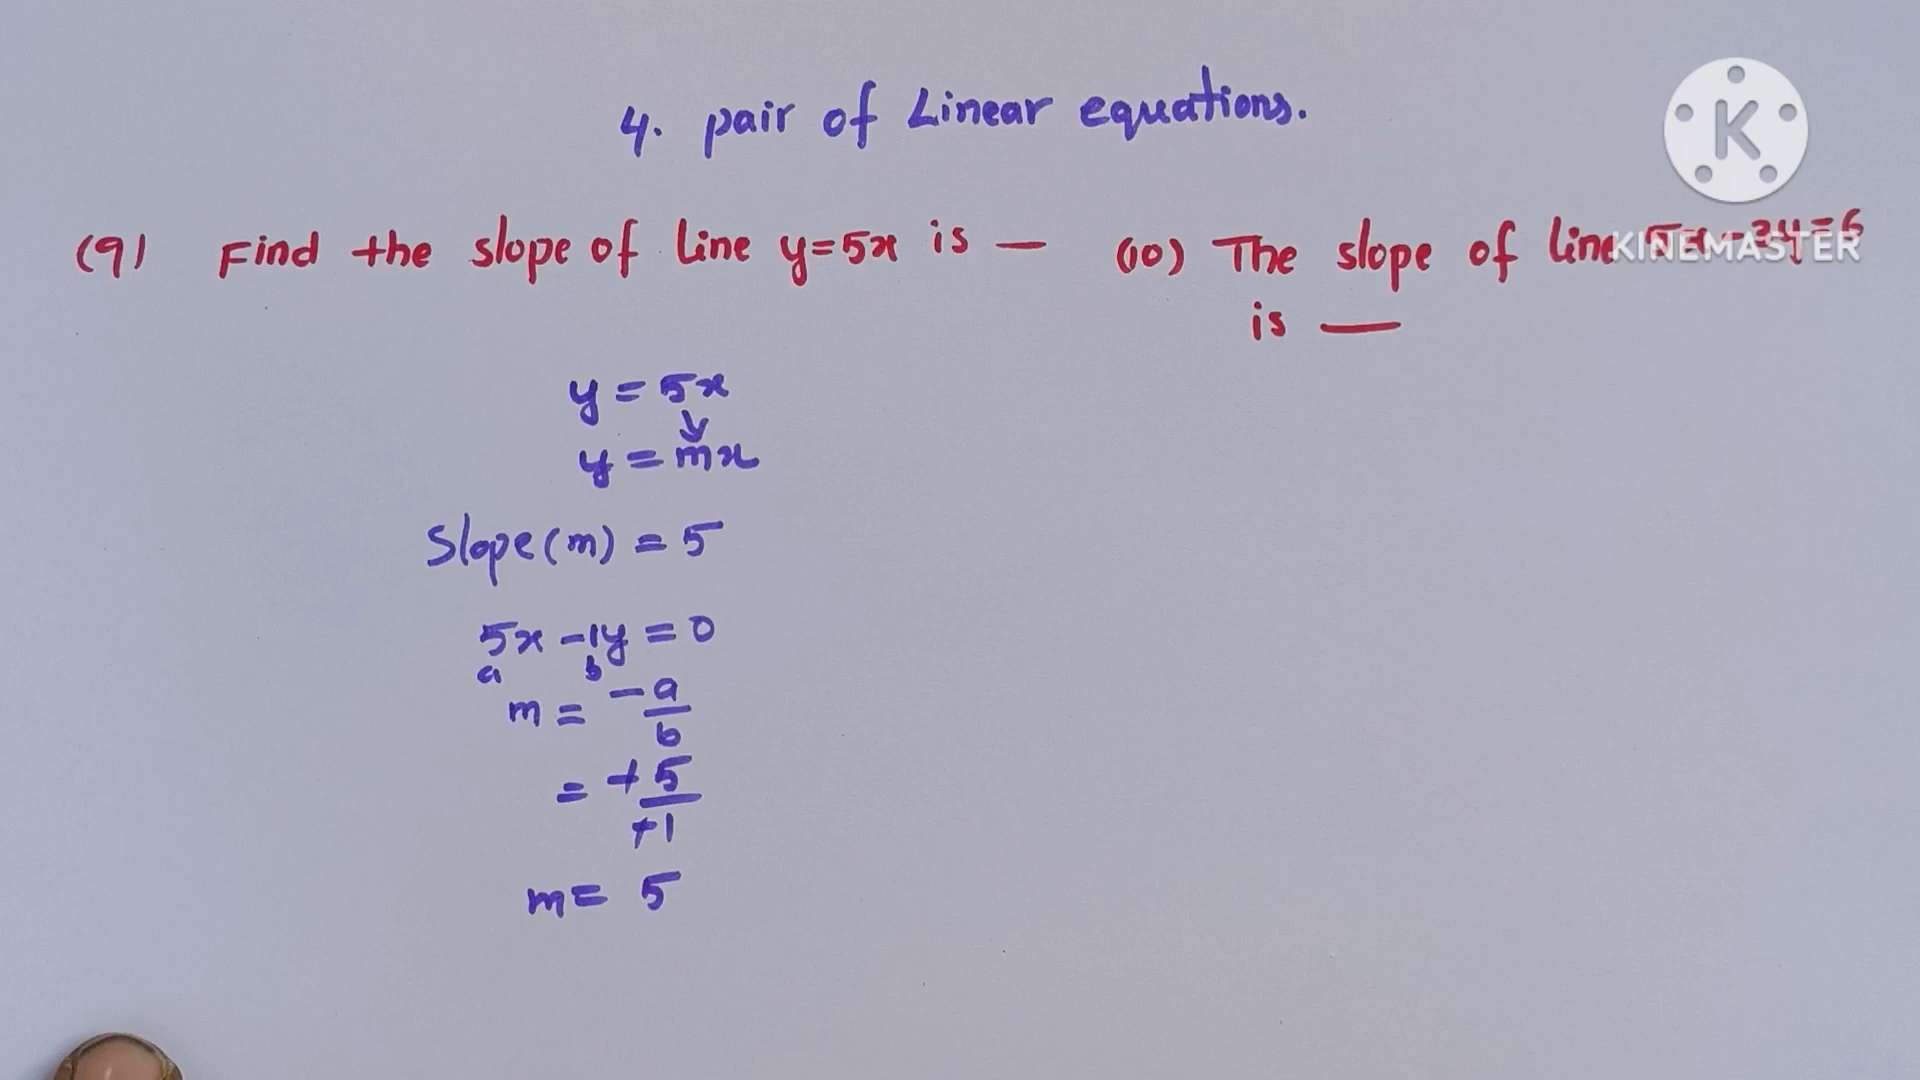 4. pair of Linear equations.
(9) Find the slope of line y=5x is —
(10) The slope of line =6
is —
KINEMASTER
y = 5x
y = mx
Slope(m) = 5
5x -1y = 0
a b
m = -a/b
= +5/+1
m = 5